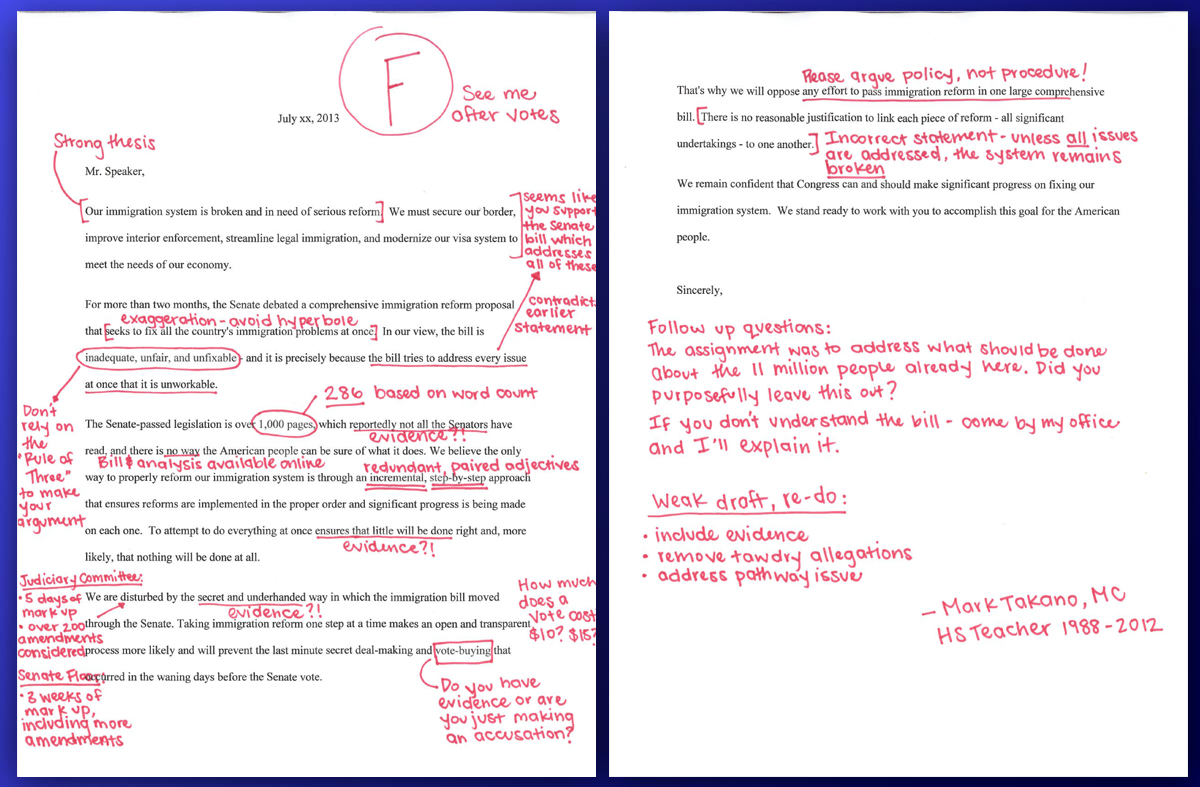 F
See me
after votes
July xx, 2013
Strong thesis
Mr. Speaker,
[Our immigration system is broken and in need of serious reform.] We must secure our border,
improve interior enforcement, streamline legal immigration, and modernize our visa system to
meet the needs of our economy.
]seems like
you support
the Senate
bill which
addresses
all of these
For more than two months, the Senate debated a comprehensive immigration reform proposal
exaggeration - avoid hyperbole
that [seeks to fix all the country's immigration problems at once.] In our view, the bill is
inadequate, unfair, and unfixable - and it is precisely because the bill tries to address every issue
at once that it is unworkable.
contradict.
earlier
statement
286 based on word count
Don't
rely on
the
"Rule of
Three"
to make
your
argument
The Senate-passed legislation is over 1,000 pages, which reportedly not all the Senators have
evidence?!
read, and there is no way the American people can be sure of what it does. We believe the only
Bill & analysis available online
redundant, paired adjectives
way to properly reform our immigration system is through an incremental, step-by-step approach
that ensures reforms are implemented in the proper order and significant progress is being made
on each one. To attempt to do everything at once ensures that little will be done right and, more
evidence?!
likely, that nothing will be done at all.
Judiciary Committee:
• 5 days of
mark up
• over 200
amendments
considered
Senate Floor:
• 3 weeks of
mark up,
including more
amendments
We are disturbed by the secret and underhanded way in which the immigration bill moved
evidence?!
through the Senate. Taking immigration reform one step at a time makes an open and transparent
process more likely and will prevent the last minute secret deal-making and vote-buying that
occurred in the waning days before the Senate vote.
How much
does a
vote cost
$10? $15?
Do you have
evidence or are
you just making
an accusation?
Please argue policy, not procedure!
That's why we will oppose any effort to pass immigration reform in one large comprehensive
bill. [There is no reasonable justification to link each piece of reform - all significant
undertakings - to one another.]
Incorrect statement - unless all issues
are addressed, the system remains
broken
We remain confident that Congress can and should make significant progress on fixing our
immigration system. We stand ready to work with you to accomplish this goal for the American
people.
Sincerely,
Follow up questions:
The assignment was to address what should be done
about the 11 million people already here. Did you
purposefully leave this out?
If you don't understand the bill - come by my office
and I'll explain it.
Weak draft, re-do:
• include evidence
• remove tawdry allegations
• address pathway issue
- Mark Takano, MC
HS Teacher 1988-2012